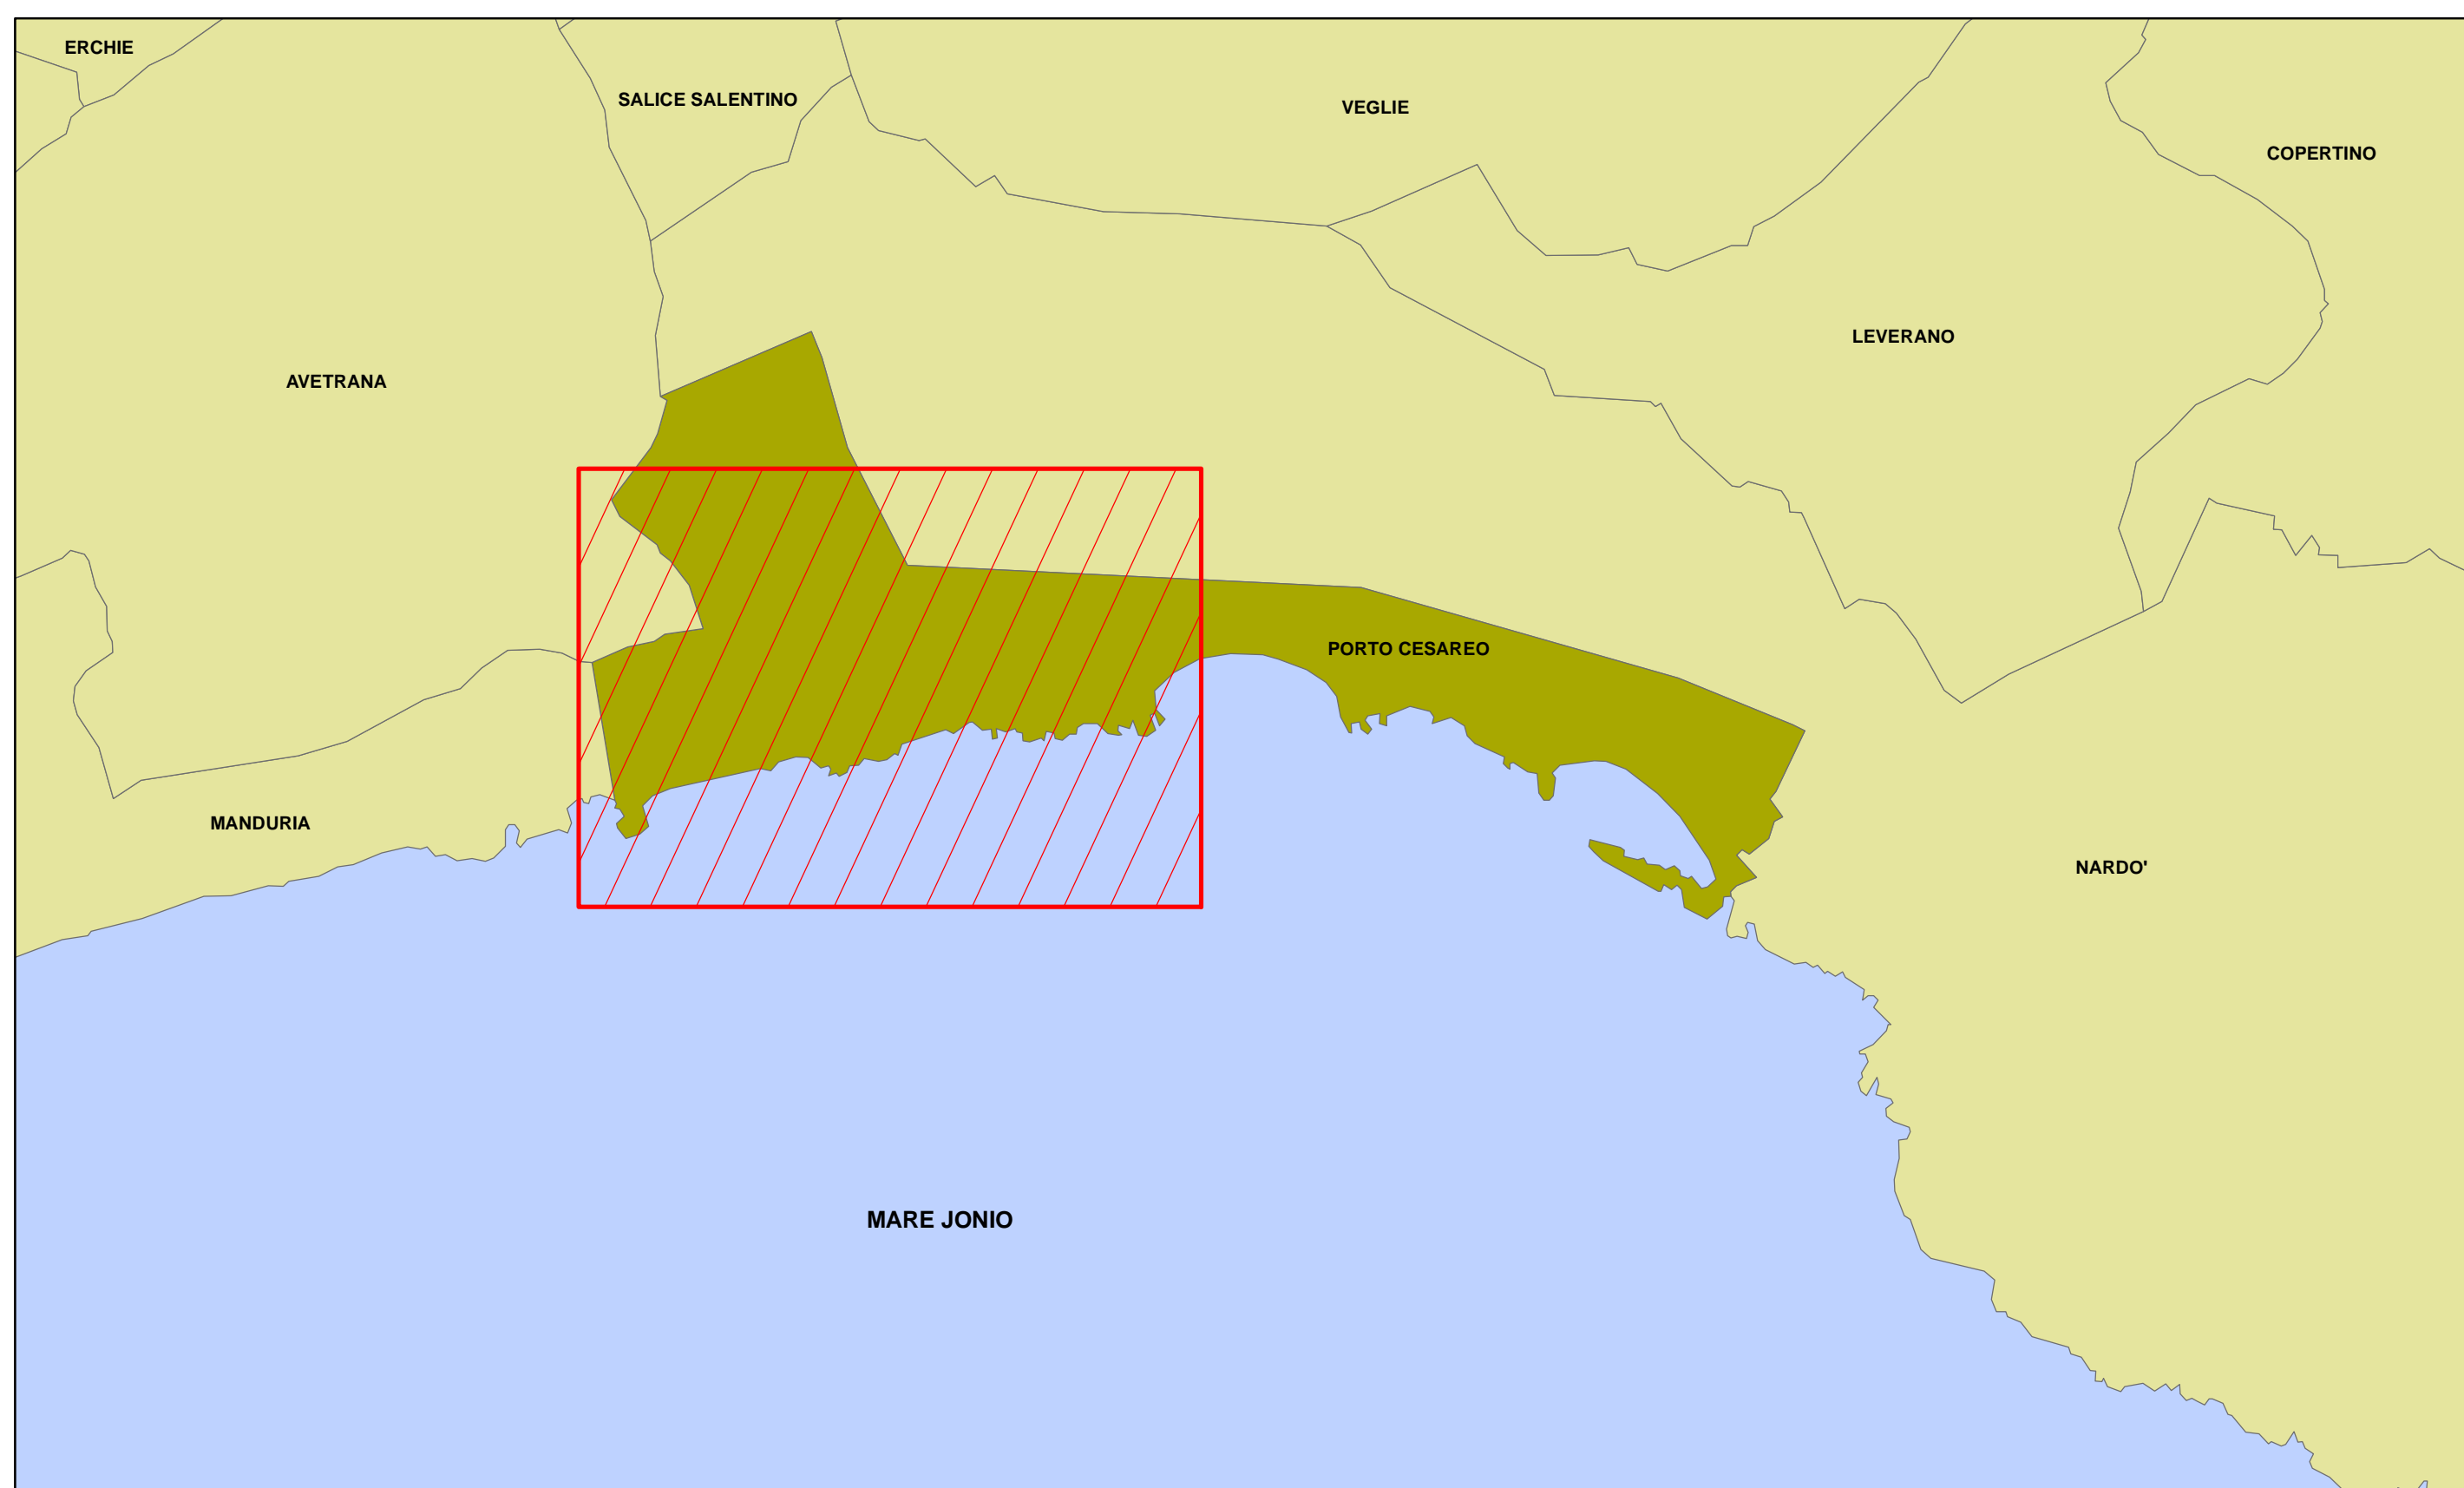 ERCHIE
SALICE SALENTINO
VEGLIE
COPERTINO
LEVERANO
AVETRANA
PORTO CESAREO
MANDURIA
NARDO'
MARE JONIO